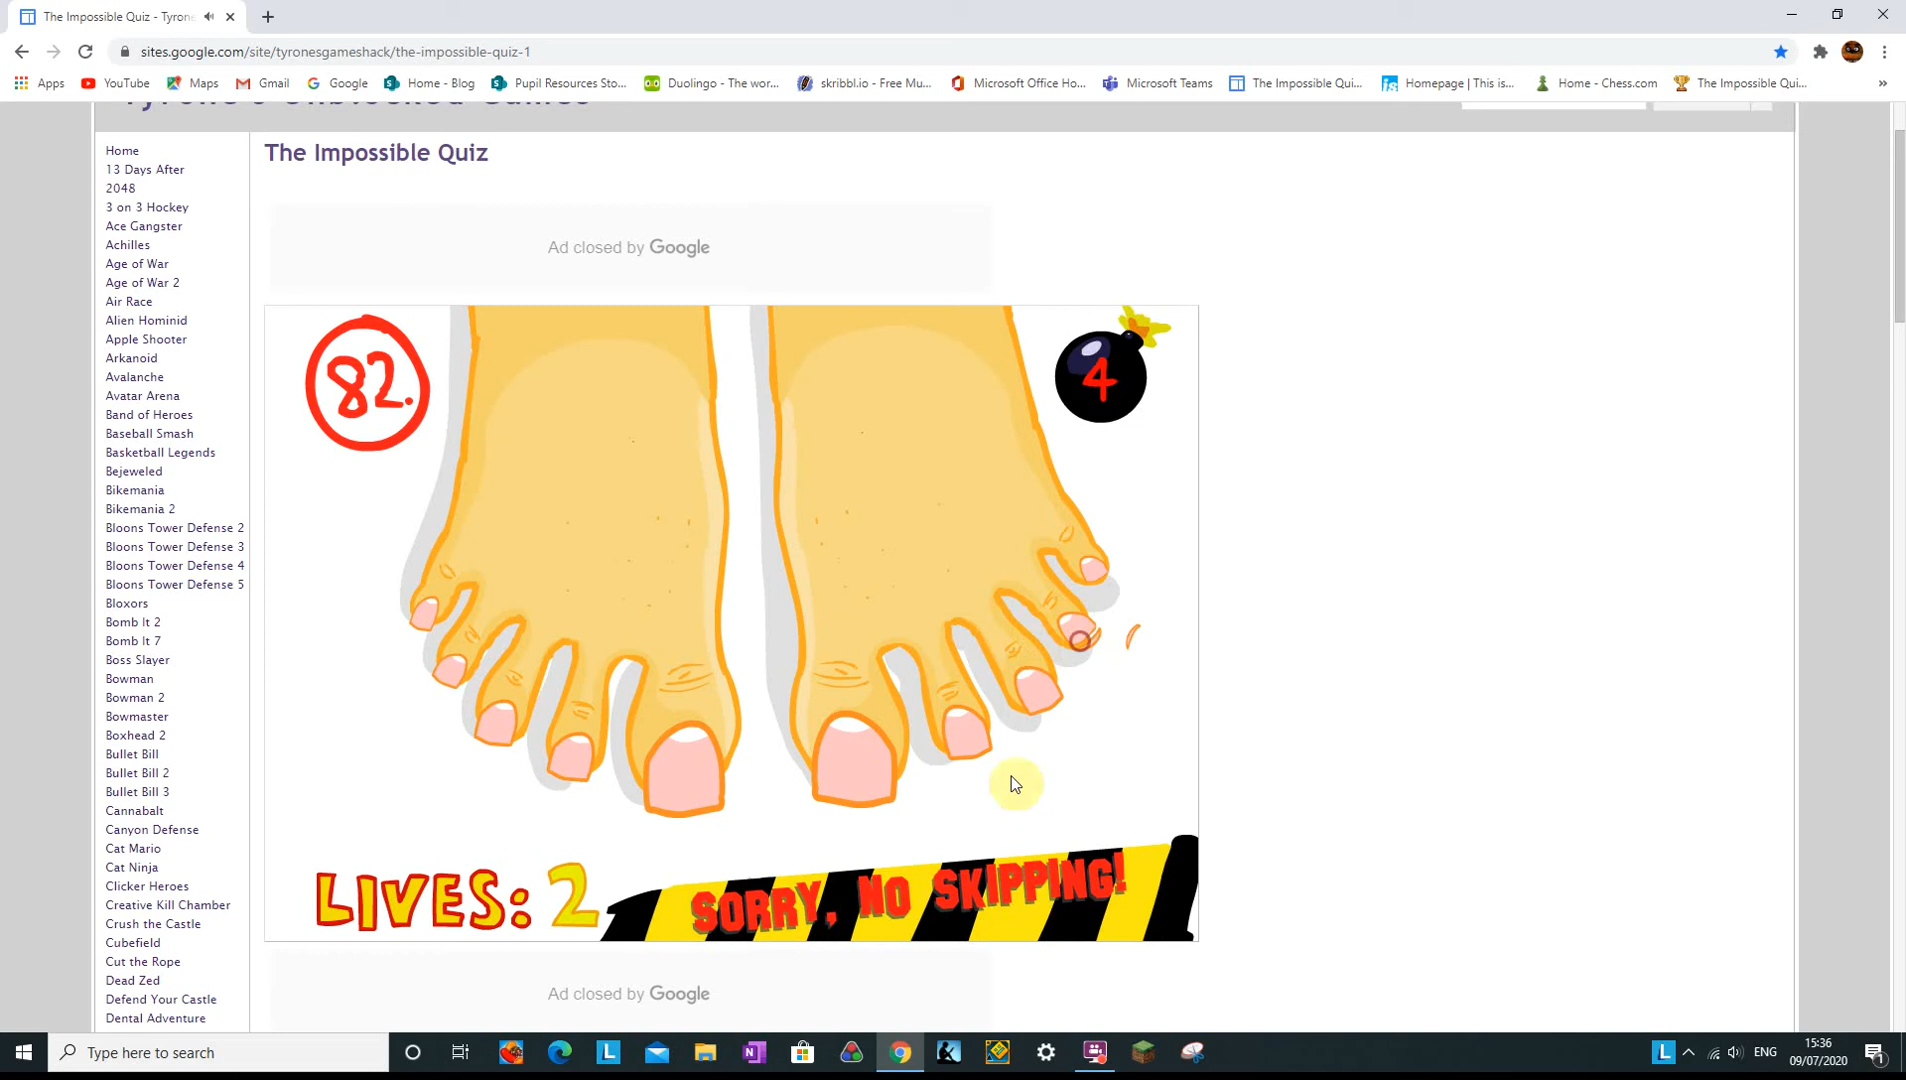 The Impossible Quiz - Tyron
sites.google.com/site/tyronesgameshack/the-impossible-quiz-1
Apps
YouTube
Maps
Gmail
Google
Home - Blog
Pupil Resources Sto...
Duolingo - The wor...
skribbl.io - Free Mu...
Microsoft Office Ho...
Microsoft Teams
The Impossible Qui...
Homepage | This is...
Home - Chess.com
The Impossible Qui...
»
Tyrone's Unblocked Games
Home
13 Days After
2048
3 on 3 Hockey
Ace Gangster
Achilles
Age of War
Age of War 2
Air Race
Alien Hominid
Apple Shooter
Arkanoid
Avalanche
Avatar Arena
Band of Heroes
Baseball Smash
Basketball Legends
Bejeweled
Bikemania
Bikemania 2
Bloons Tower Defense 2
Bloons Tower Defense 3
Bloons Tower Defense 4
Bloons Tower Defense 5
Bloxors
Bomb It 2
Bomb It 7
Boss Slayer
Bowman
Bowman 2
Bowmaster
Boxhead 2
Bullet Bill
Bullet Bill 2
Bullet Bill 3
Cannabalt
Canyon Defense
Cat Mario
Cat Ninja
Clicker Heroes
Creative Kill Chamber
Crush the Castle
Cubefield
Cut the Rope
Dead Zed
Defend Your Castle
Dental Adventure
The Impossible Quiz
Ad closed by Google
82.
4
LIVES: 2
SORRY, NO SKIPPING!
Ad closed by Google
Type here to search
L
N
L
ENG
15:36
09/07/2020
1